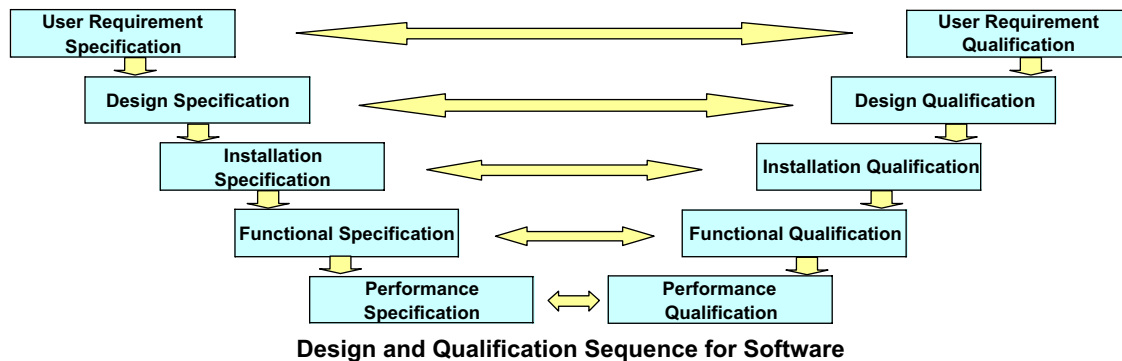 User Requirement
Specification
User Requirement
Qualification
Design Specification
Design Qualification
Installation
Specification
Installation Qualification
Functional Specification
Functional Qualification
Performance
Specification
Performance
Qualification
Design and Qualification Sequence for Software